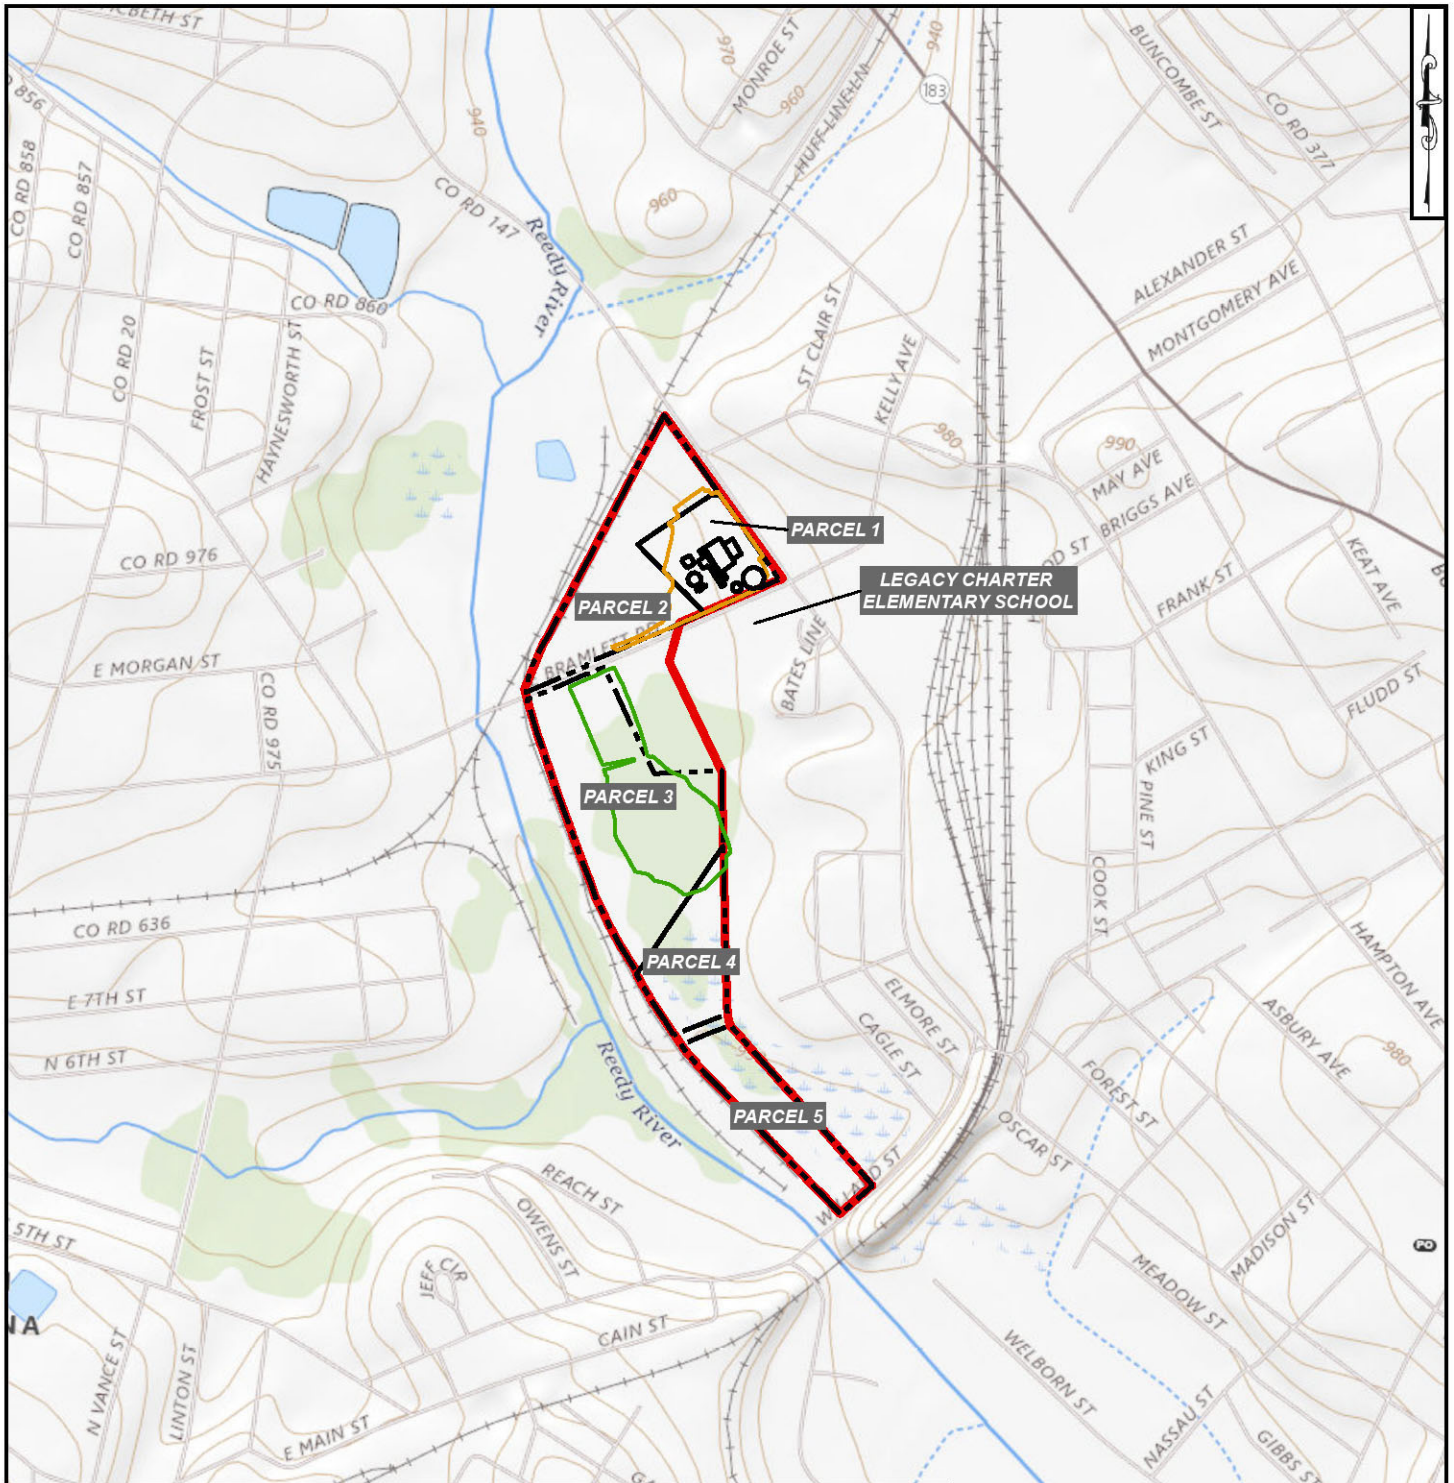 MONROE ST
970
960
940
183
HUFF LINE LN
BUNCOMBE ST
CO RD 377
856
CO RD 858
CO RD 857
940
CO RD 147
Reedy River
960
ALEXANDER ST
MONTGOMERY AVE
CO RD 860
CO RD 20
FROST ST
HAYNESWORTH ST
ST CLAIR ST
KELLY AVE
980
990
MAY AVE
BRIGGS AVE
PARCEL 1
CO RD 976
LEGACY CHARTER
ELEMENTARY SCHOOL
FRANK ST
KEAT AVE
PARCEL 2
E MORGAN ST
CO RD 975
BATES LINE
FLUDD ST
KING ST
PINE ST
PARCEL 3
COOK ST
CO RD 636
PARCEL 4
HAMPTON AVE
E 7TH ST
ELMORE ST
CAGLE ST
ASBURY AVE
980
N 6TH ST
Reedy River
FOREST ST
OSCAR ST
PARCEL 5
REACH ST
OWENS ST
5TH ST
JEFF CIR
MADISON ST
PO
MEADOW ST
CAIN ST
N VANCE ST
LINTON ST
E MAIN ST
WELBORN ST
NASSAU ST
GIBBS ST